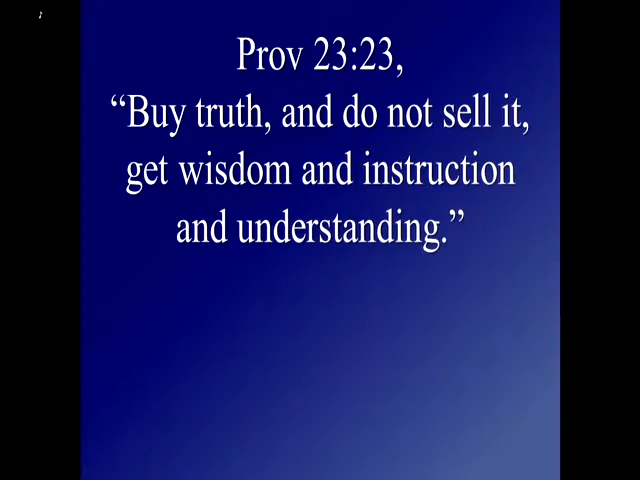 Prov 23:23,
“Buy truth, and do not sell it,
get wisdom and instruction
and understanding.”